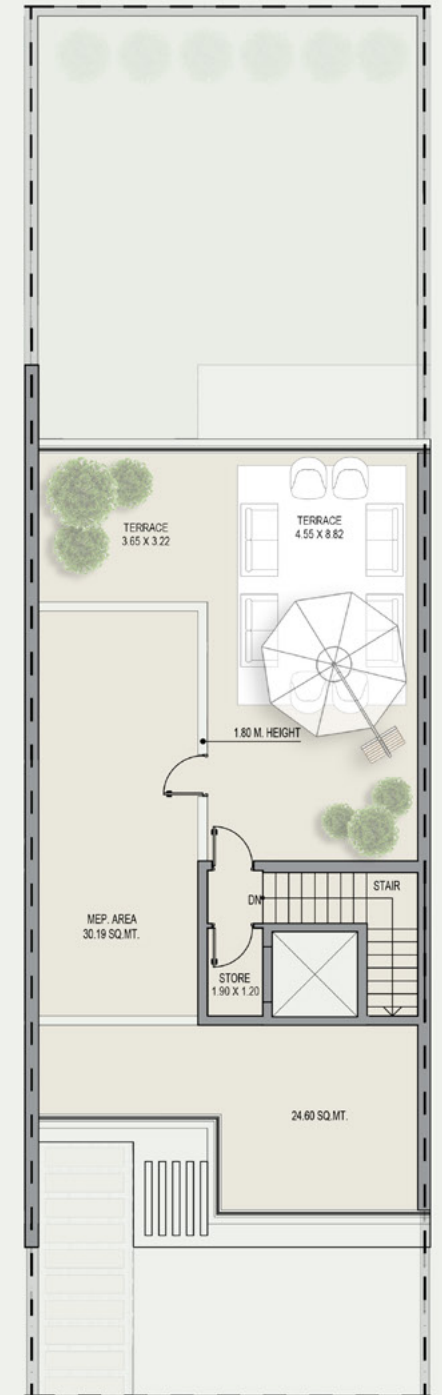 TERRACE
3.65 X 3.22
TERRACE
4.55 X 8.82
1.80 M. HEIGHT
DN
STAIR
MEP. AREA
30.19 SQ.MT.
STORE
1.90 X 1.20
24.60 SQ.MT.